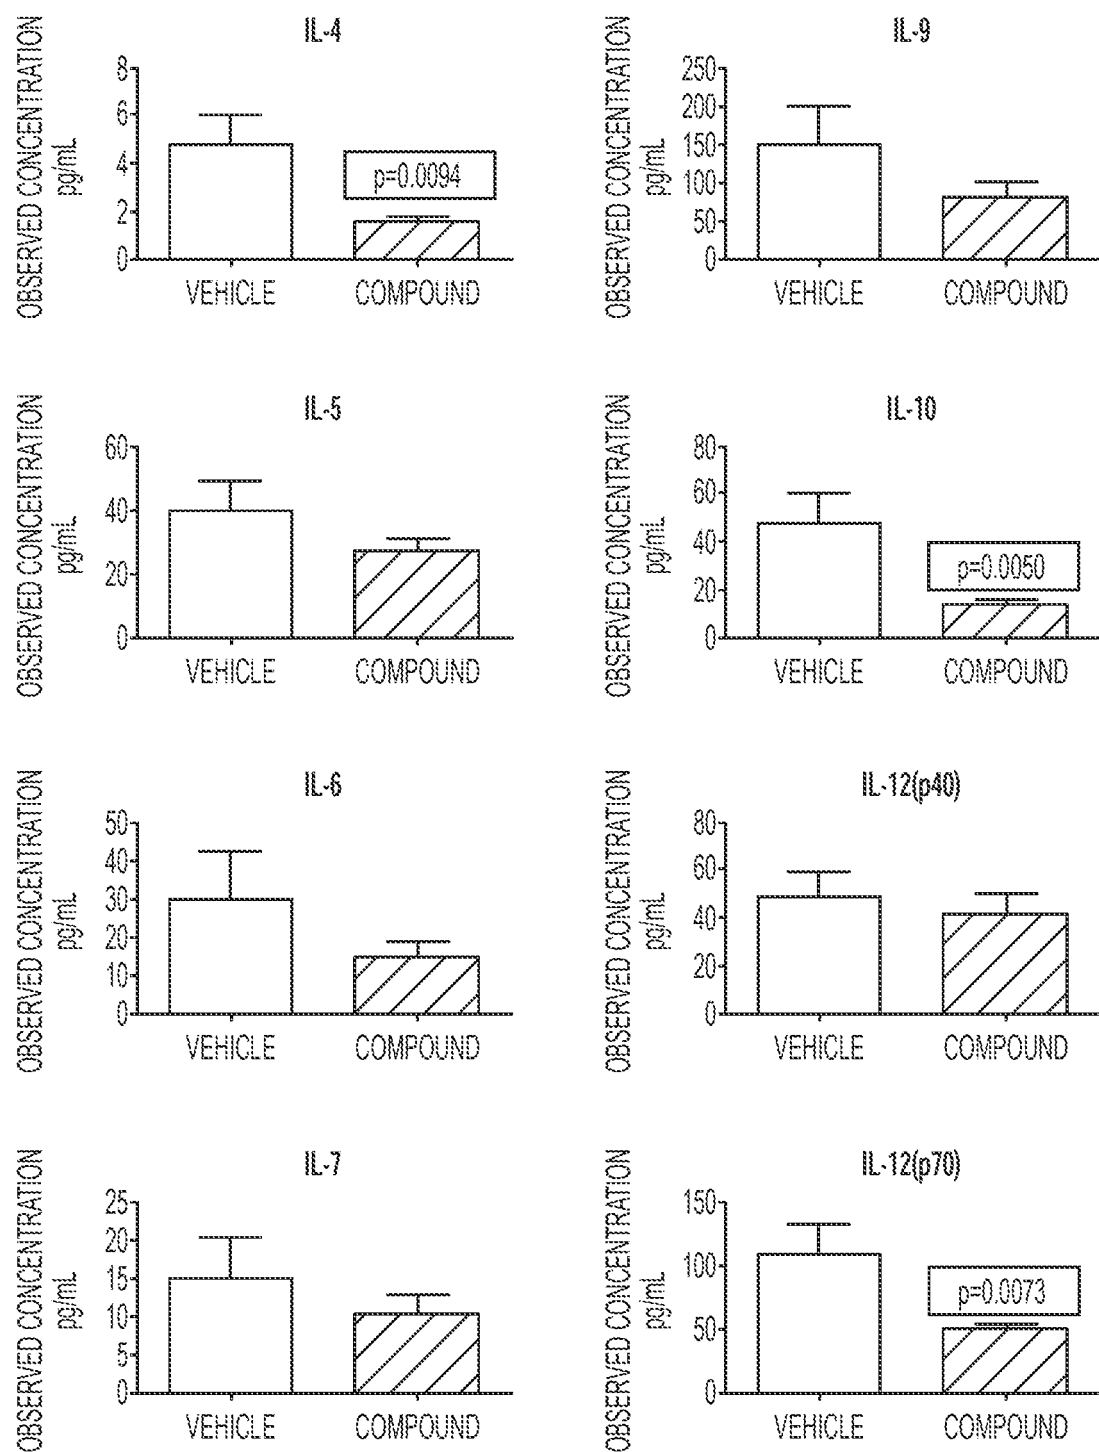 IL-4
OBSERVED CONCENTRATION
pg/mL
8
6
4
2
0
p=0.0094
VEHICLE COMPOUND
IL-9
OBSERVED CONCENTRATION
pg/mL
250
200
150
100
50
0
VEHICLE COMPOUND
IL-5
OBSERVED CONCENTRATION
pg/mL
60
40
20
0
VEHICLE COMPOUND
IL-10
OBSERVED CONCENTRATION
pg/mL
80
60
40
20
0
p=0.0050
VEHICLE COMPOUND
IL-6
OBSERVED CONCENTRATION
pg/mL
50
40
30
20
10
0
VEHICLE COMPOUND
IL-12(p40)
OBSERVED CONCENTRATION
pg/mL
80
60
40
20
0
VEHICLE COMPOUND
IL-7
OBSERVED CONCENTRATION
pg/mL
25
20
15
10
5
0
VEHICLE COMPOUND
IL-12(p70)
OBSERVED CONCENTRATION
pg/mL
150
100
50
0
p=0.0073
VEHICLE COMPOUND